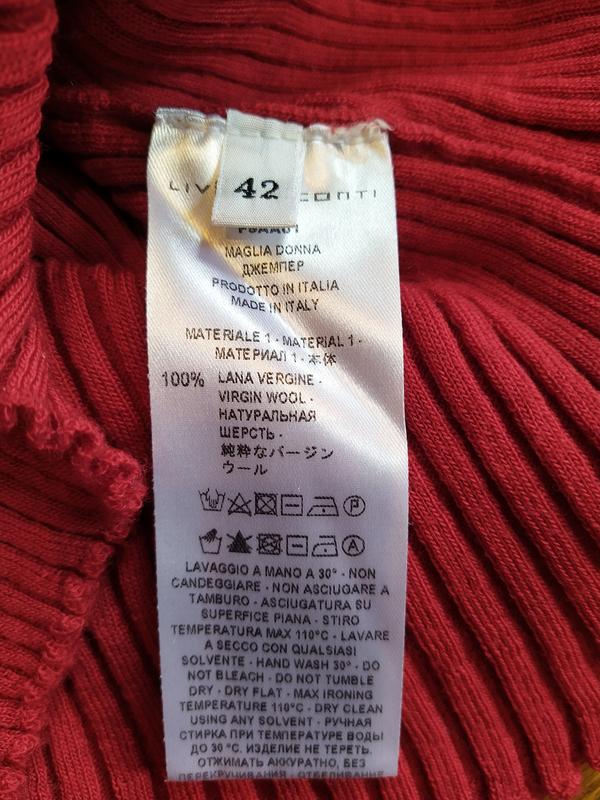 42
MAGLIA DONNA
ДЖЕМПЕР
PRODOTTO IN ITALIA
MADE IN ITALY
MATERIALE 1 - MATERIAL 1 -
МАТЕРИАЛ 1 - 本体
100% LANA VERGINE -
VIRGIN WOOL -
НАТУРАЛЬНАЯ
ШЕРСТЬ -
純粋なバージン
ウール
P
A
LAVAGGIO A MANO A 30° - NON
CANDEGGIARE - NON ASCIUGARE A
TAMBURO - ASCIUGATURA SU
SUPERFICE PIANA - STIRO
TEMPERATURA MAX 110°C - LAVARE
A SECCO CON QUALSIASI
SOLVENTE - HAND WASH 30° - DO
NOT BLEACH - DO NOT TUMBLE
DRY - DRY FLAT - MAX IRONING
TEMPERATURE 110°C - DRY CLEAN
USING ANY SOLVENT - РУЧНАЯ
СТИРКА ПРИ ТЕМПЕРАТУРЕ ВОДЫ
ДО 30 °С. ИЗДЕЛИЕ НЕ ТЕРЕТЬ.
ОТЖИМАТЬ АККУРАТНО, БЕЗ
ПЕРЕКРУЧИВАНИЯ - ОТБЕЛИВАНИЕ